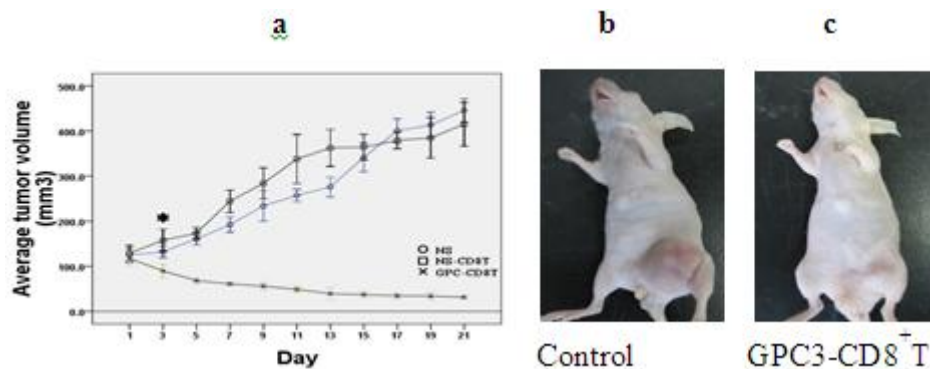 a
b
c
Average tumor volume
(mm3)
500.0
400.0
300.0
200.0
100.0
0.0
*
NS
NS-CD8T
GPC-CD8T
1 3 5 7 9 11 13 15 17 19 21
Day
Control
GPC3-CD8+T